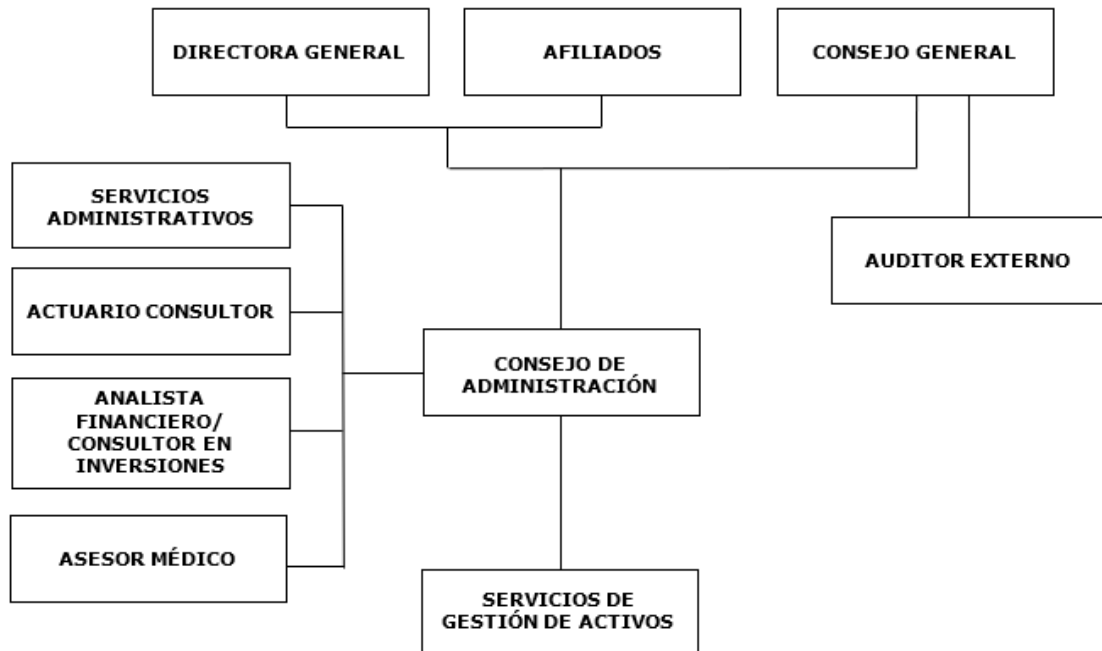 DIRECTORA GENERAL
AFILIADOS
CONSEJO GENERAL
SERVICIOS
ADMINISTRATIVOS
AUDITOR EXTERNO
ACTUARIO CONSULTOR
CONSEJO DE
ADMINISTRACIÓN
ANALISTA
FINANCIERO/
CONSULTOR EN
INVERSIONES
ASESOR MÉDICO
SERVICIOS DE
GESTIÓN DE ACTIVOS